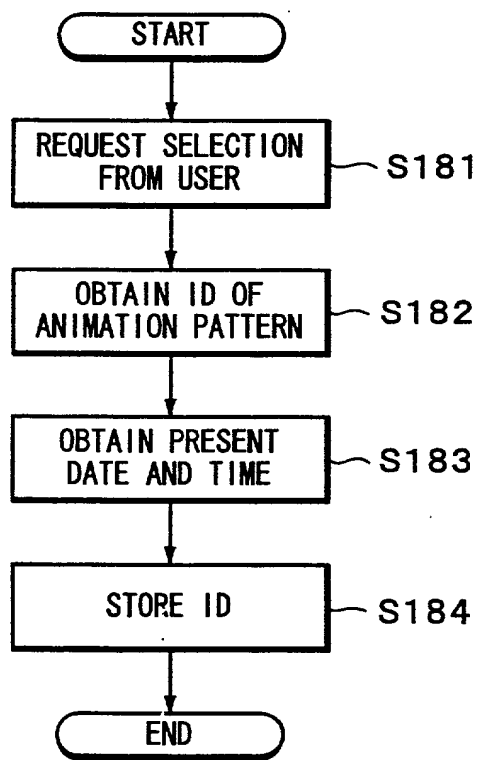 START
REQUEST SELECTION
FROM USER
S181
OBTAIN ID OF
ANIMATION PATTERN
S182
OBTAIN PRESENT
DATE AND TIME
S183
STORE ID
S184
END